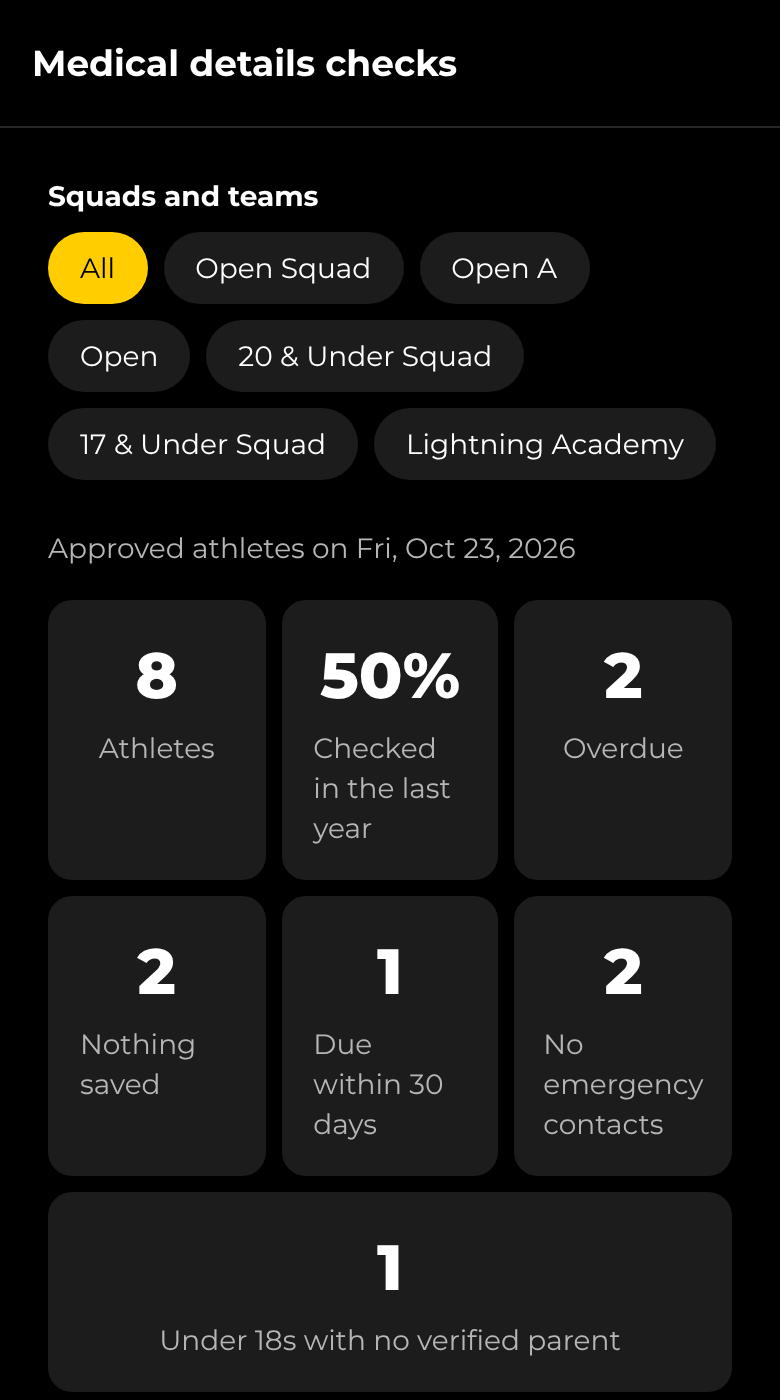 Medical details checks
Squads and teams
All
Open Squad
Open A
Open
20 & Under Squad
17 & Under Squad
Lightning Academy
Approved athletes on Fri, Oct 23, 2026
8
Athletes
50%
Checked
in the last
year
2
Overdue
2
Nothing
saved
1
Due
within 30
days
2
No
emergency
contacts
1
Under 18s with no verified parent